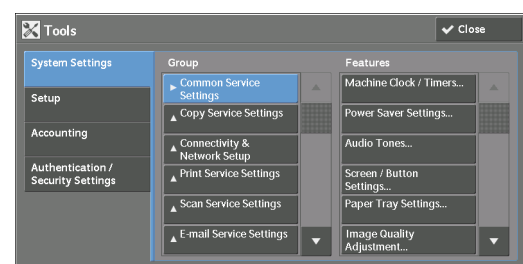 Tools
Close
System Settings
Setup
Accounting
Authentication /
Security Settings
Group
Common Service
Settings
Copy Service Settings
Connectivity &
Network Setup
Print Service Settings
Scan Service Settings
E-mail Service Settings
Features
Machine Clock / Timers...
Power Saver Settings...
Audio Tones...
Screen / Button
Settings...
Paper Tray Settings...
Image Quality
Adjustment...